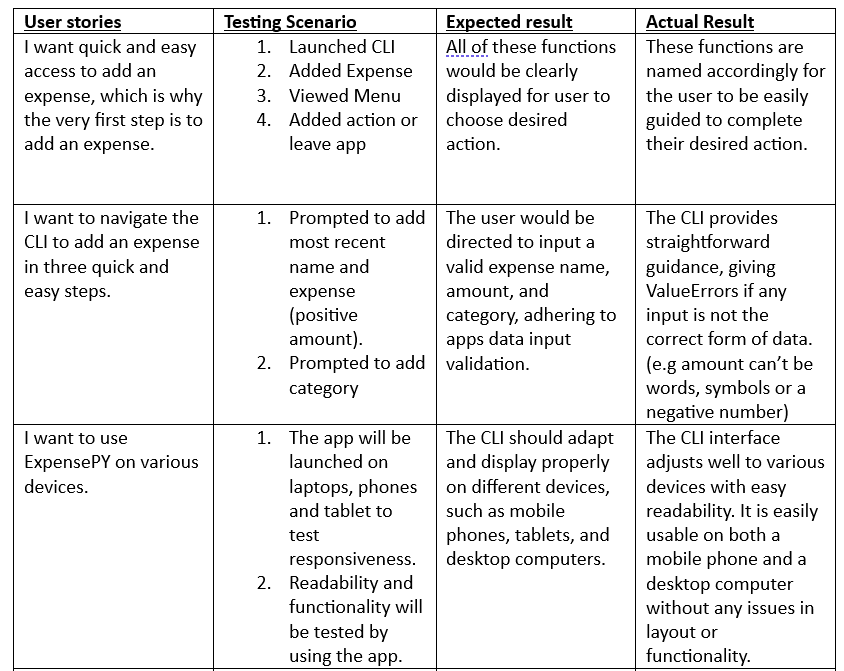 User stories
Testing Scenario
Expected result
Actual Result
I want quick and easy
access to add an
expense, which is why
the very first step is to
add an expense.
1. Launched CLI
2. Added Expense
3. Viewed Menu
4. Added action or
leave app
All of these functions
would be clearly
displayed for user to
choose desired
action.
These functions are
named accordingly for
the user to be easily
guided to complete
their desired action.
I want to navigate the
CLI to add an expense
in three quick and
easy steps.
1. Prompted to add
most recent
name and
expense
(positive
amount).
2. Prompted to add
category
The user would be
directed to input a
valid expense name,
amount, and
category, adhering to
apps data input
validation.
The CLI provides
straightforward
guidance, giving
ValueErrors if any
input is not the
correct form of data.
(e.g amount can't be
words, symbols or a
negative number)
I want to use
ExpensePY on various
devices.
1. The app will be
launched on
laptops, phones
and tablet to
test
responsiveness.
2. Readability and
functionality will
be tested by
using the app.
The CLI should adapt
and display properly
on different devices,
such as mobile
phones, tablets, and
desktop computers.
The CLI interface
adjusts well to various
devices with easy
readability. It is easily
usable on both a
mobile phone and a
desktop computer
without any issues in
layout or
functionality.